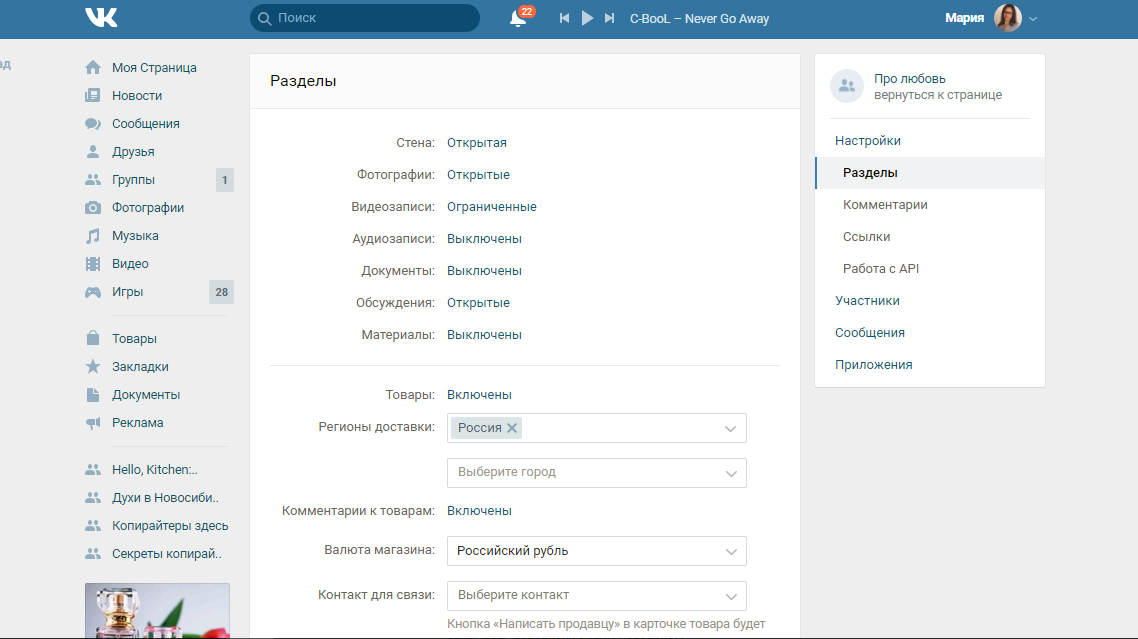 VK
Поиск
22
C-BooL – Never Go Away
Мария
ад
Моя Страница
Новости
Сообщения
Друзья
Группы
1
Фотографии
Музыка
Видео
Игры
28
Товары
Закладки
Документы
Реклама
Hello, Kitchen:..
Духи в Новосиби..
Копирайтеры здесь
Секреты копирай..
Разделы
Стена: Открытая
Фотографии: Открытые
Видеозаписи: Ограниченные
Аудиозаписи: Выключены
Документы: Выключены
Обсуждения: Открытые
Материалы: Выключены
Товары: Включены
Регионы доставки: Россия
Выберите город
Комментарии к товарам: Включены
Валюта магазина: Российский рубль
Контакт для связи: Выберите контакт
Кнопка «Написать продавцу» в карточке товара будет
Про любовь
вернуться к странице
Настройки
Разделы
Комментарии
Ссылки
Работа с API
Участники
Сообщения
Приложения